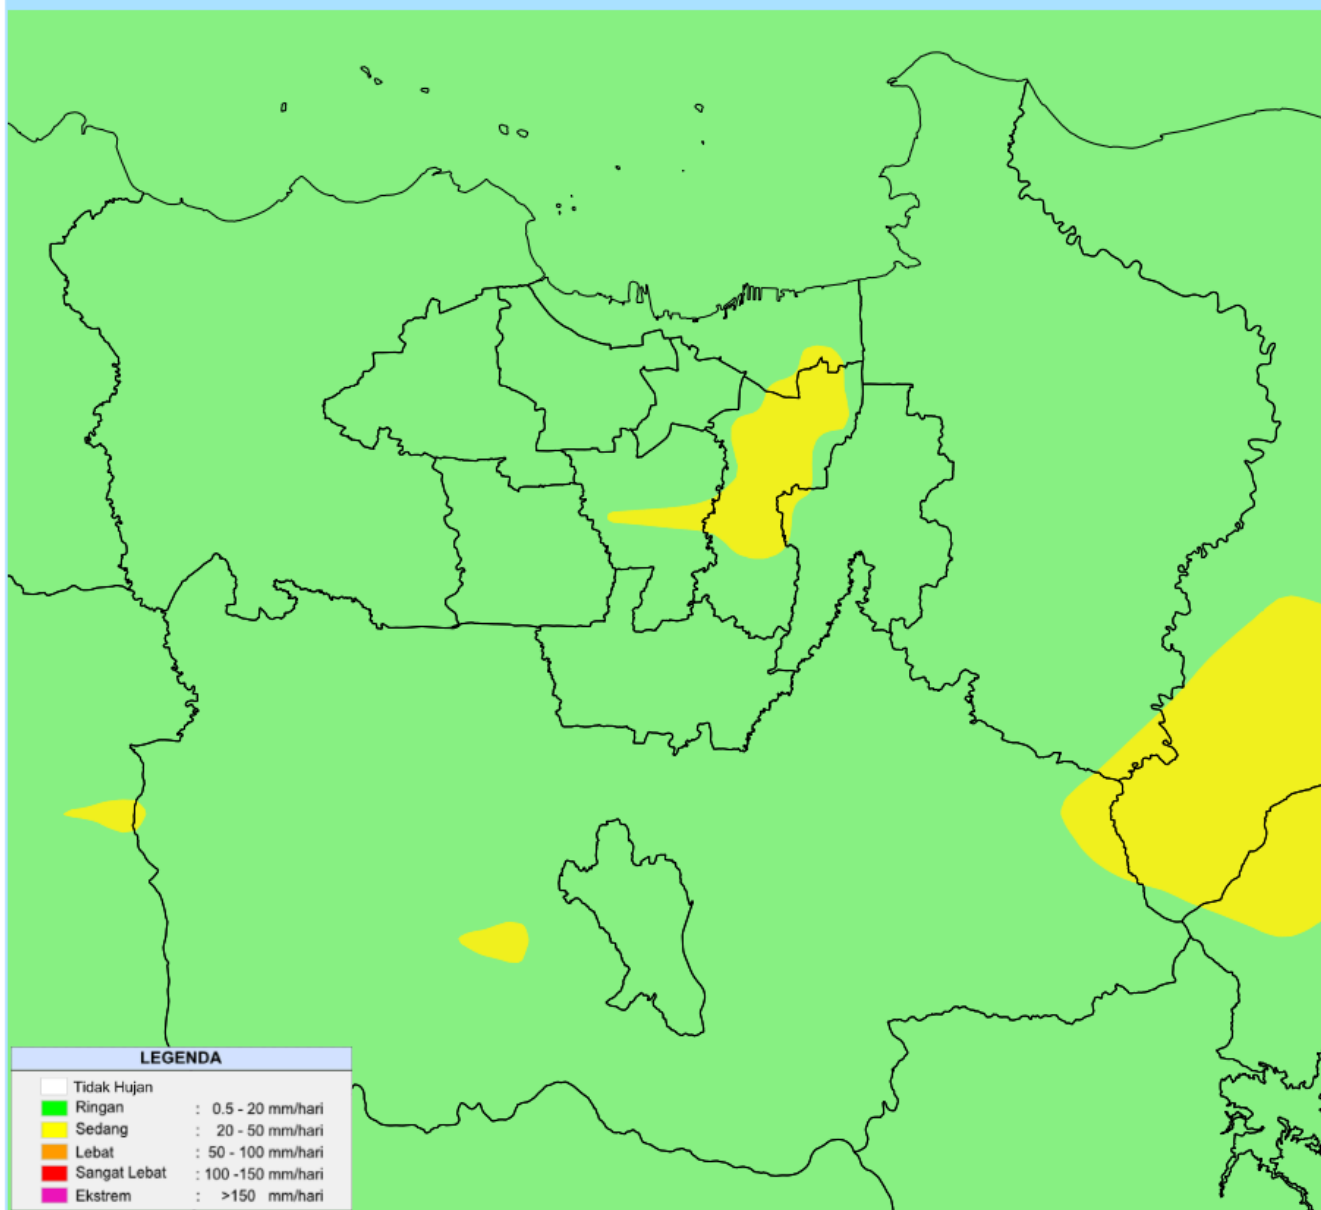 LEGENDA
Tidak Hujan
Ringan : 0.5 - 20 mm/hari
Sedang : 20 - 50 mm/hari
Lebat : 50 - 100 mm/hari
Sangat Lebat : 100 -150 mm/hari
Ekstrem : >150 mm/hari